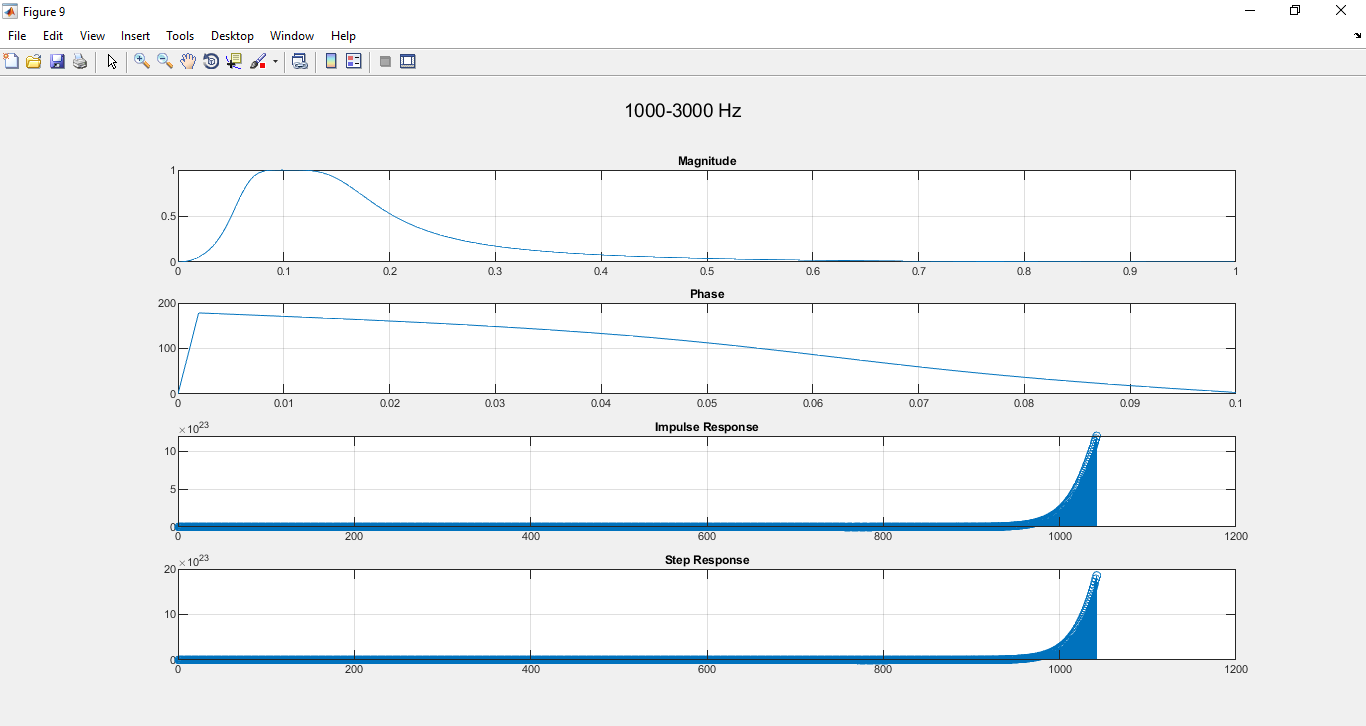 Figure 9
File Edit View Insert Tools Desktop Window Help
1000-3000 Hz
Magnitude
1
0.5
0
0 0.1 0.2 0.3 0.4 0.5 0.6 0.7 0.8 0.9 1
Phase
200
100
0
0 0.01 0.02 0.03 0.04 0.05 0.06 0.07 0.08 0.09 0.1
×10^23 Impulse Response
10
5
0
0 200 400 600 800 1000 1200
×10^23 Step Response
20
10
0
0 200 400 600 800 1000 1200